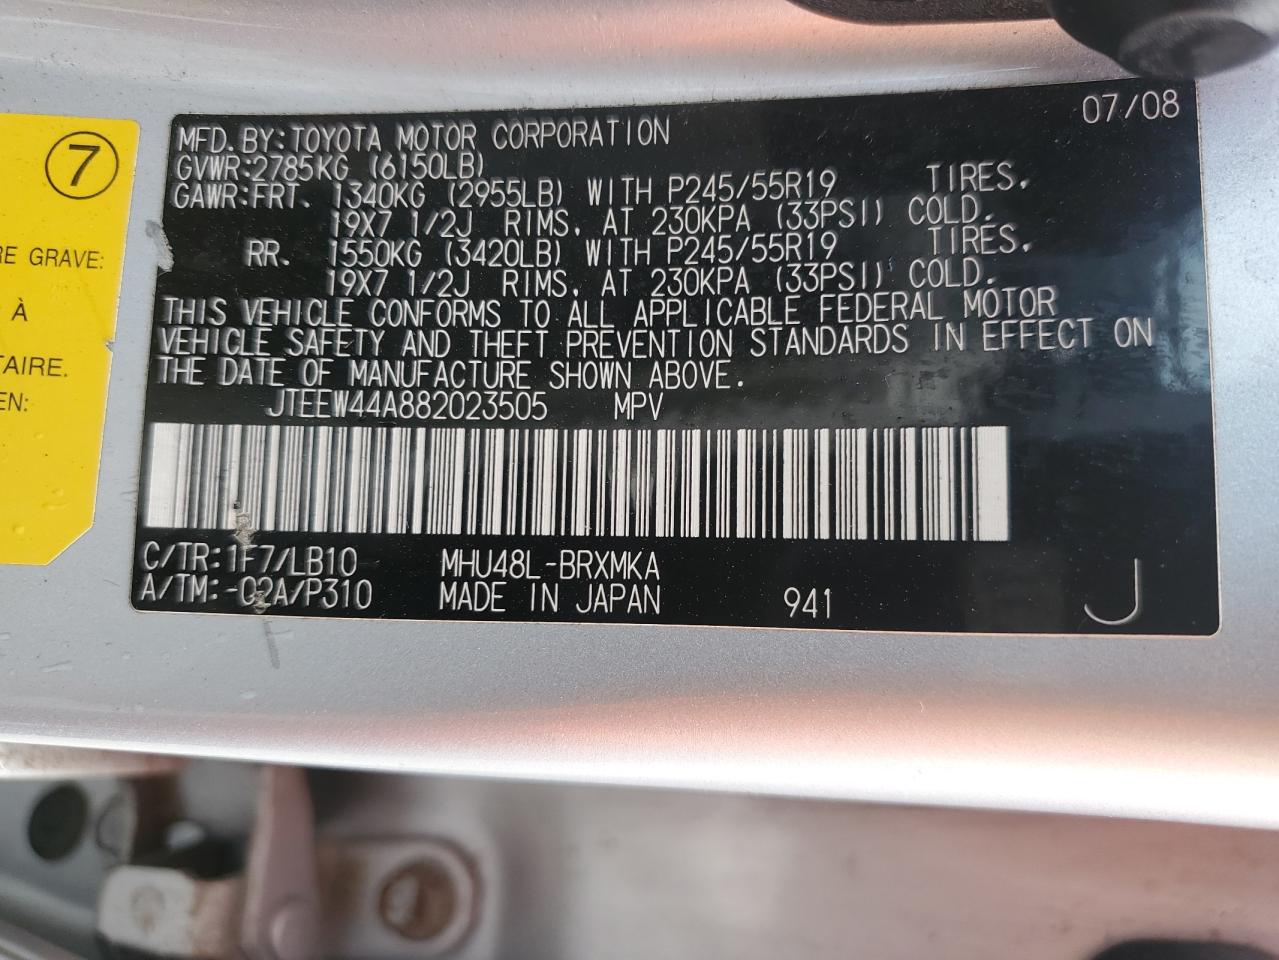 07/08
MFD.BY:TOYOTA MOTOR CORPORATION
GVWR:2785KG (6150LB)
GAWR:FRT. 1340KG (2955LB) WITH P245/55R19 TIRES,
19X7 1/2J RIMS, AT 230KPA (33PSI) COLD.
RR. 1550KG (3420LB) WITH P245/55R19 TIRES,
19X7 1/2J RIMS, AT 230KPA (33PSI) COLD.
THIS VEHICLE CONFORMS TO ALL APPLICABLE FEDERAL MOTOR
VEHICLE SAFETY AND THEFT PREVENTION STANDARDS IN EFFECT ON
THE DATE OF MANUFACTURE SHOWN ABOVE.
JTEEW44A882023505 MPV
C/TR:1F7/LB10 MHU48L-BRXMKA
A/TM:-02A/P310 MADE IN JAPAN 941 J
7
RE GRAVE:
À
TAIRE.
EN: